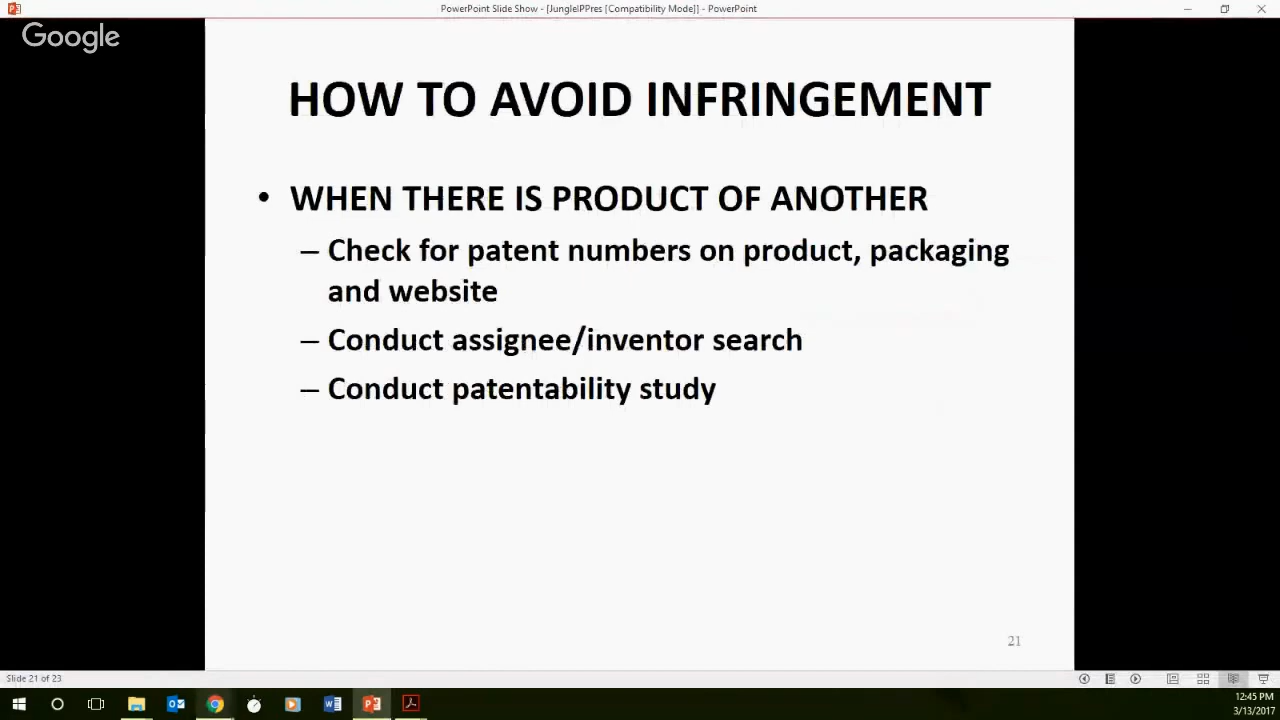 PowerPoint Slide Show - [JungleIPPres [Compatibility Mode]] - PowerPoint
Google
HOW TO AVOID INFRINGEMENT
• WHEN THERE IS PRODUCT OF ANOTHER
– Check for patent numbers on product, packaging
and website
– Conduct assignee/inventor search
– Conduct patentability study
21
Slide 21 of 23
12:45 PM
3/13/2017